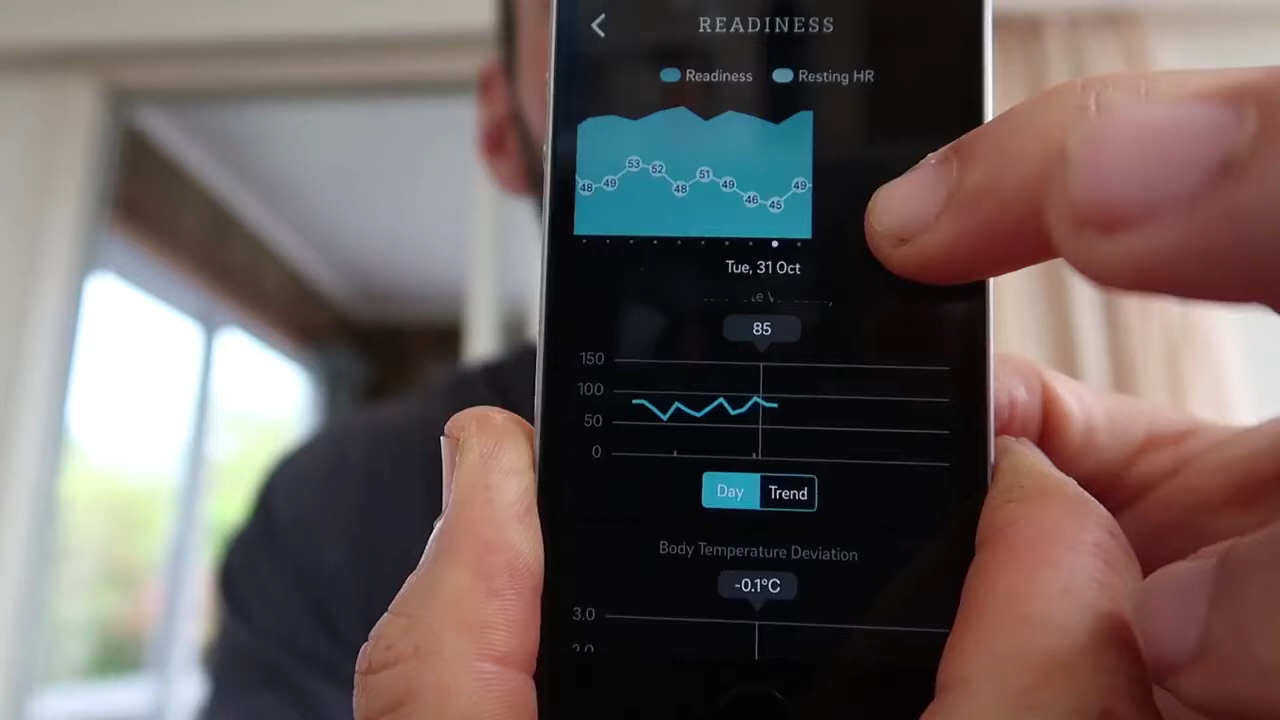 READINESS
Readiness Resting HR
48 49 53 52 48 51 49 46 45 49
Tue, 31 Oct
85
150
100
50
0
Day Trend
Body Temperature Deviation
-0.1°C
3.0